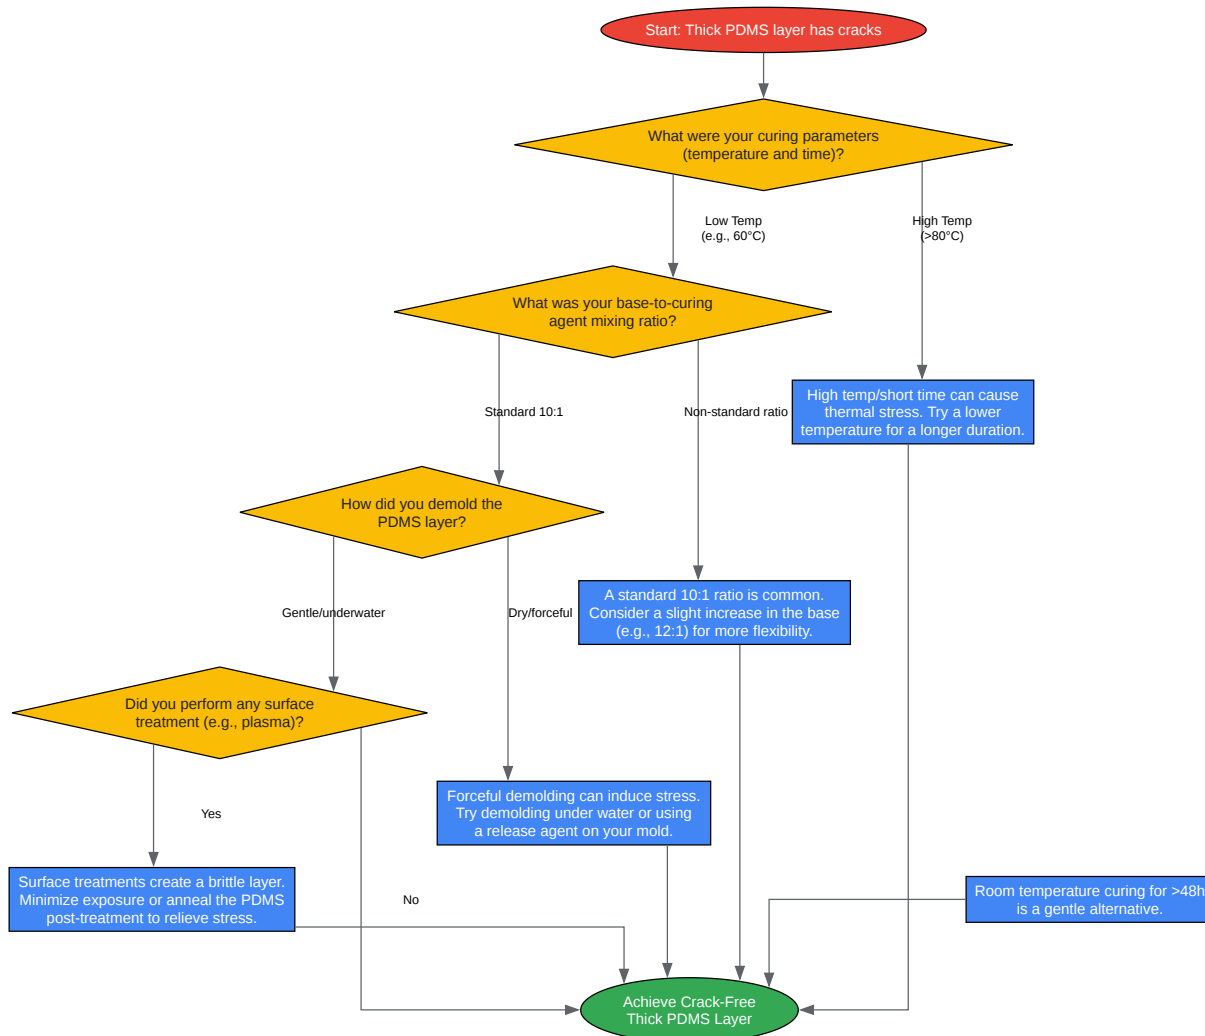 Start: Thick PDMS layer has cracks
What were your curing parameters
(temperature and time)?
Low Temp
(e.g., 60°C)
High Temp
(>80°C)
What was your base-to-curing
agent mixing ratio?
Standard 10:1
Non-standard ratio
High temp/short time can cause
thermal stress. Try a lower
temperature for a longer duration.
How did you demold the
PDMS layer?
Gentle/underwater
Dry/forceful
A standard 10:1 ratio is common.
Consider a slight increase in the base
(e.g., 12:1) for more flexibility.
Did you perform any surface
treatment (e.g., plasma)?
Yes
Forceful demolding can induce stress.
Try demolding under water or using
a release agent on your mold.
Surface treatments create a brittle layer.
Minimize exposure or anneal the PDMS
post-treatment to relieve stress.
No
Room temperature curing for >48h
is a gentle alternative.
Achieve Crack-Free
Thick PDMS Layer